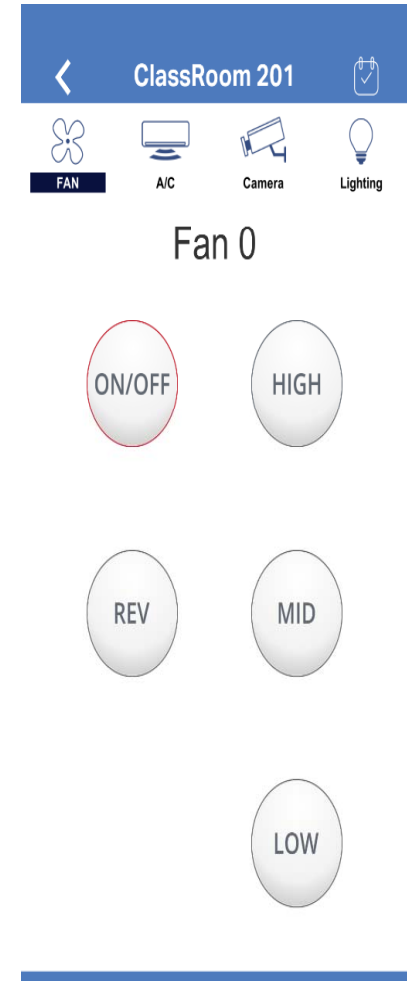 ClassRoom 201
FAN A/C Camera Lighting
Fan 0
ON/OFF HIGH
REV MID
LOW